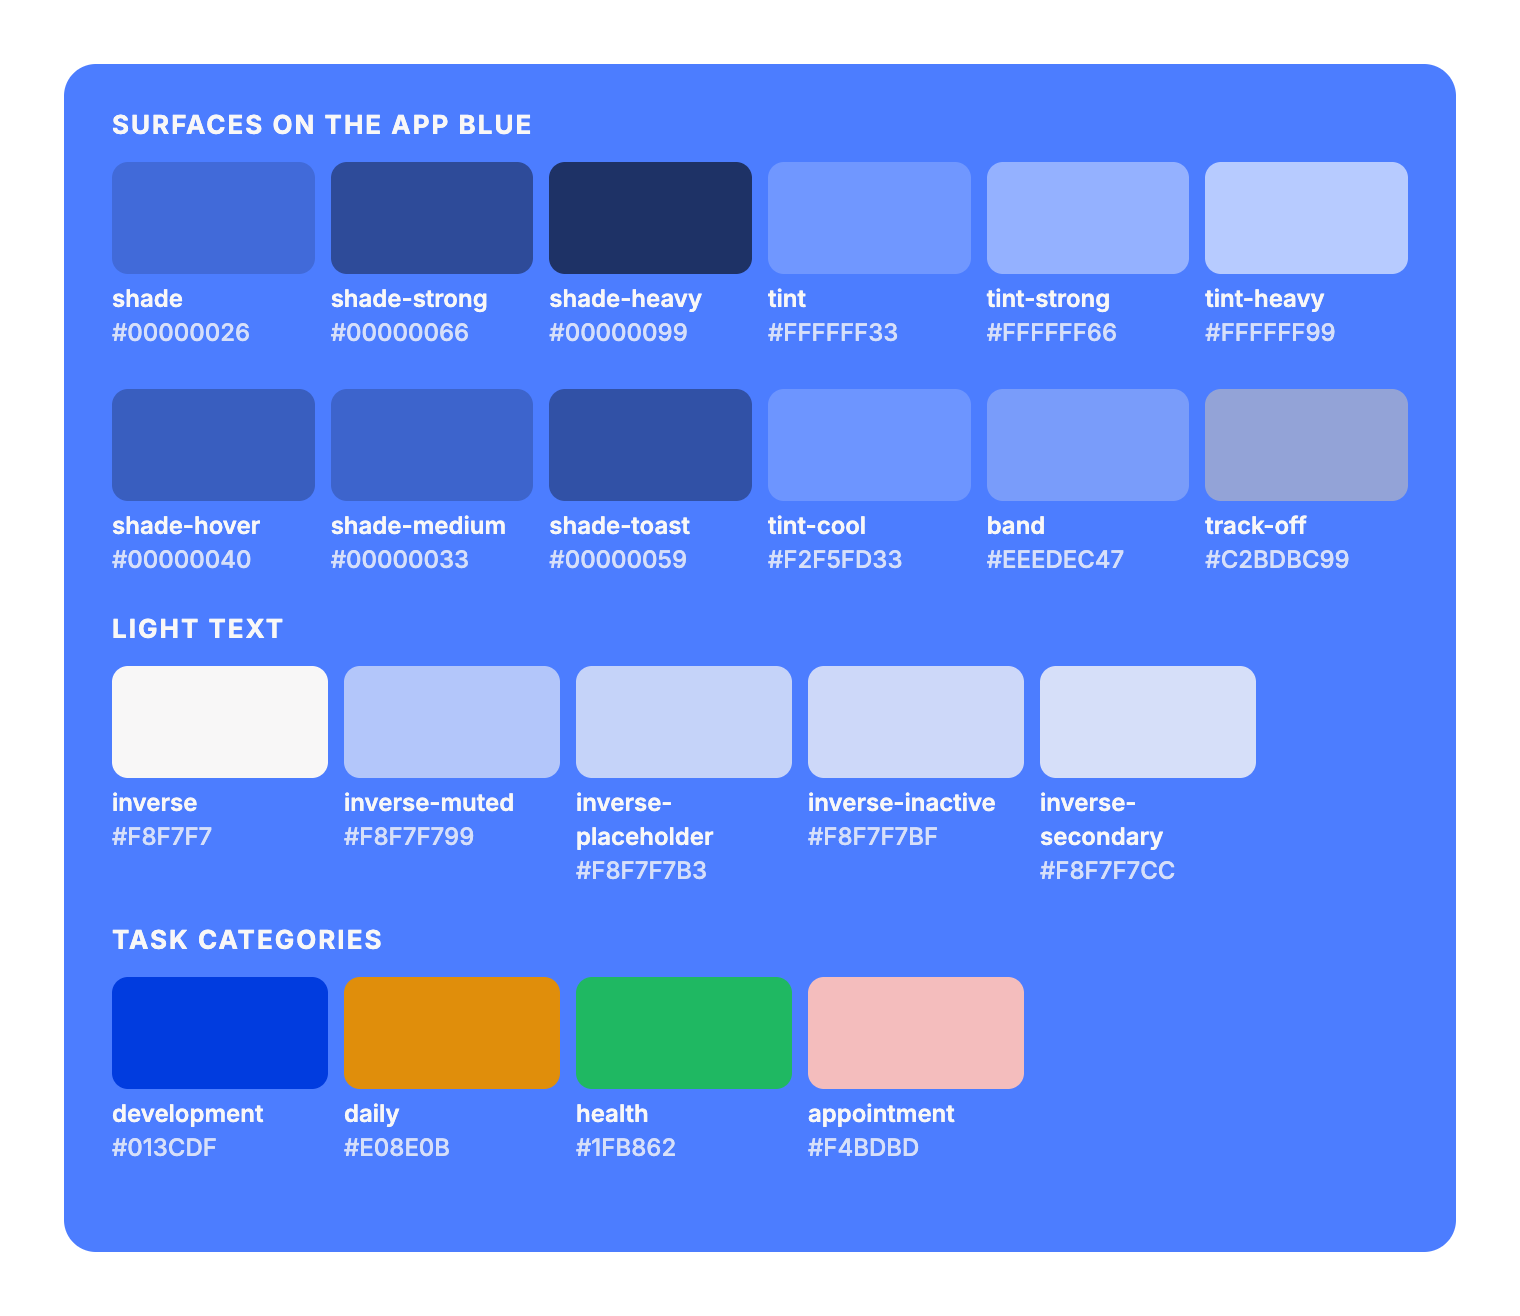 SURFACES ON THE APP BLUE
shade
#00000026
shade-strong
#00000066
shade-heavy
#00000099
tint
#FFFFFF33
tint-strong
#FFFFFF66
tint-heavy
#FFFFFF99
shade-hover
#00000040
shade-medium
#00000033
shade-toast
#00000059
tint-cool
#F2F5FD33
band
#EEEDEC47
track-off
#C2BDBC99
LIGHT TEXT
inverse
#F8F7F7
inverse-muted
#F8F7F799
inverse-
placeholder
#F8F7F7B3
inverse-inactive
#F8F7F7BF
inverse-
secondary
#F8F7F7CC
TASK CATEGORIES
development
#013CDF
daily
#E08E0B
health
#1FB862
appointment
#F4BDBD